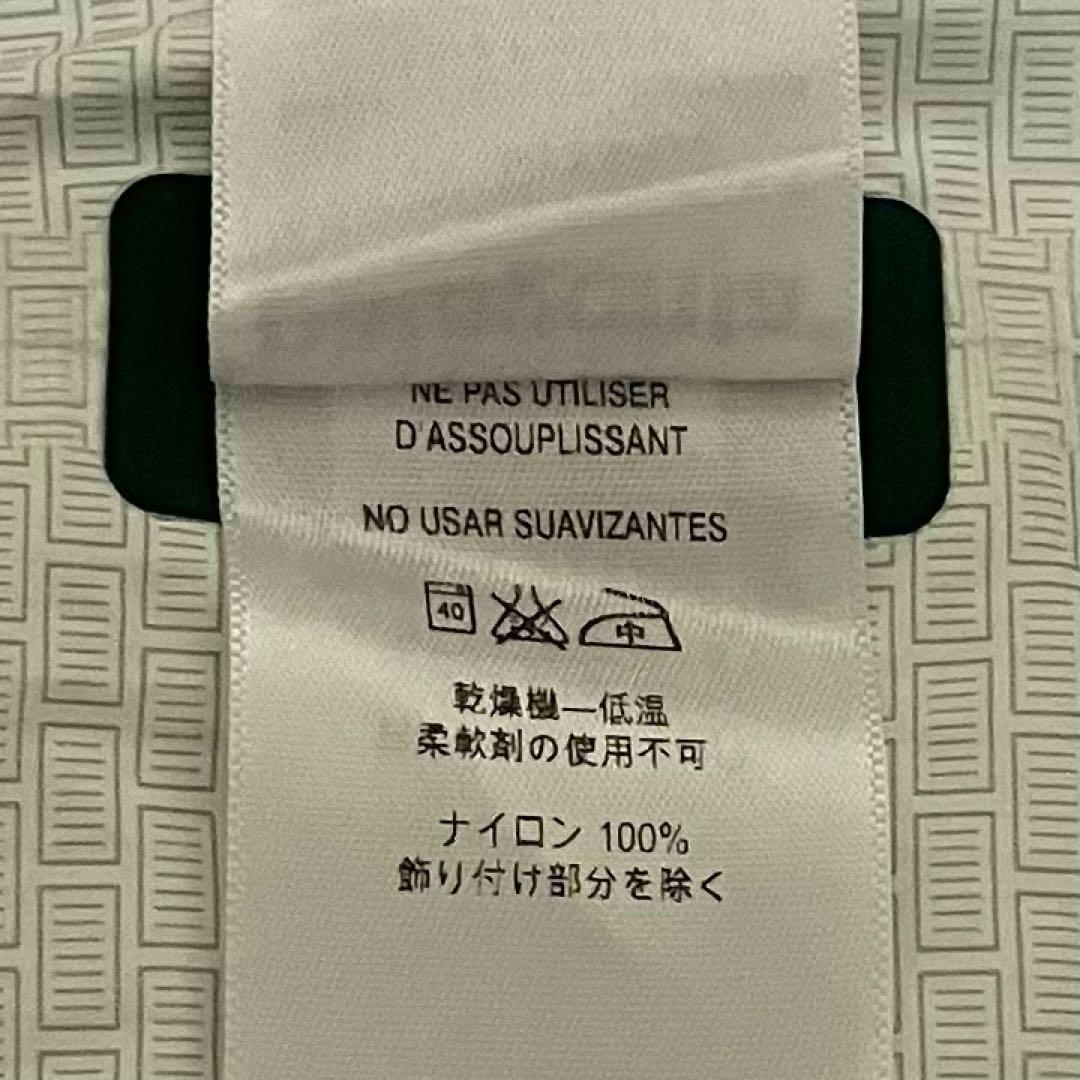 NE PAS UTILISER
D'ASSOUPLISSANT
NO USAR SUAVIZANTES
40 中
乾燥機—低温
柔軟剤の使用不可
ナイロン 100%
飾り付け部分を除く